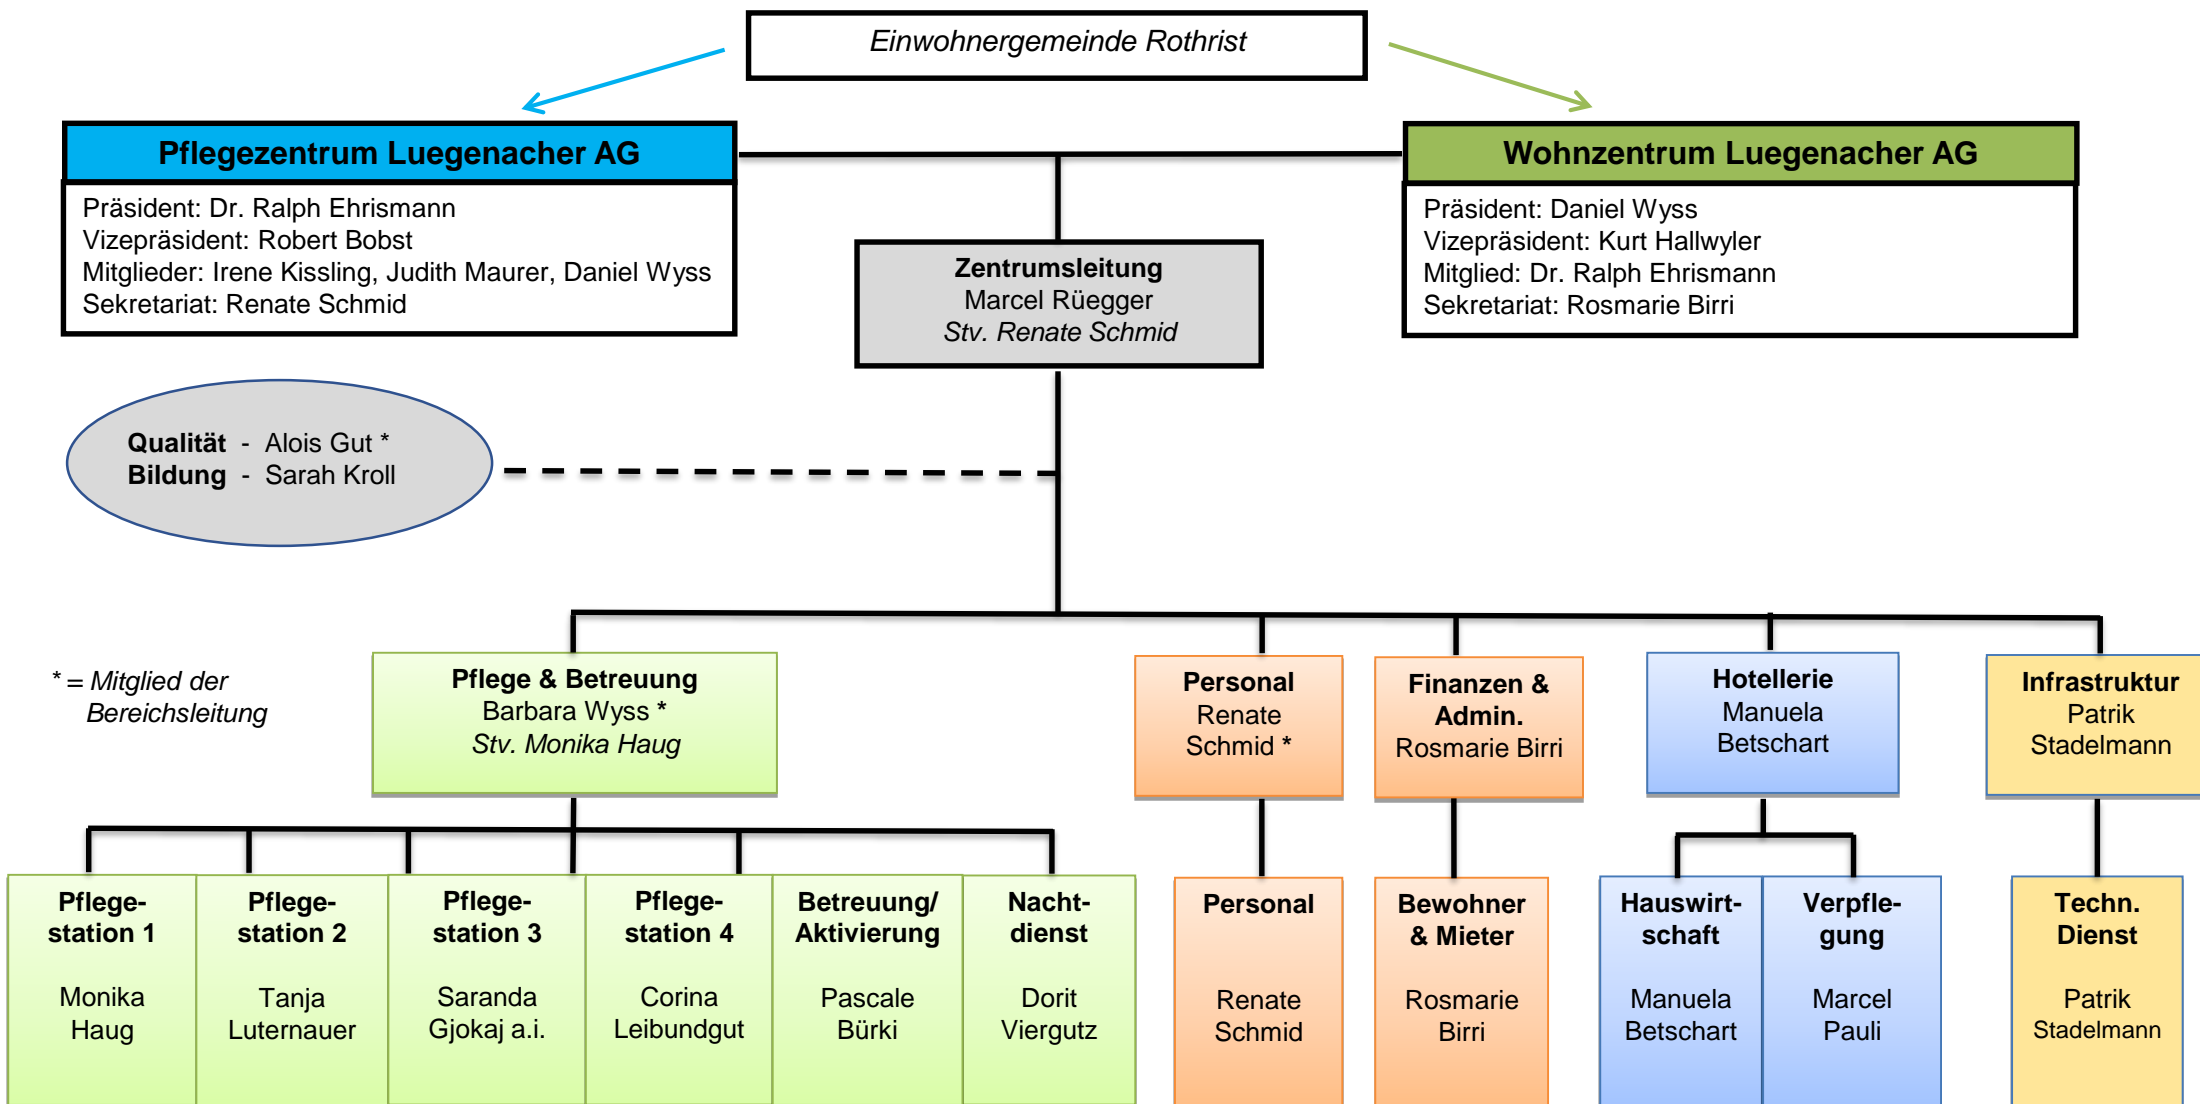 Einwohnergemeinde Rothrist
Pflegezentrum Luegenacher AG
Präsident: Dr. Ralph Ehrismann
Vizepräsident: Robert Bobst
Mitglieder: Irene Kissling, Judith Maurer, Daniel Wyss
Sekretariat: Renate Schmid
Wohnzentrum Luegenacher AG
Präsident: Daniel Wyss
Vizepräsident: Kurt Hallwyler
Mitglied: Dr. Ralph Ehrismann
Sekretariat: Rosmarie Birri
Zentrumsleitung
Marcel Rüegger
Stv. Renate Schmid
Qualität - Alois Gut *
Bildung - Sarah Kroll
* = Mitglied der
Bereichsleitung
Pflege & Betreuung
Barbara Wyss *
Stv. Monika Haug
Personal
Renate
Schmid *
Finanzen &
Admin.
Rosmarie Birri
Hotellerie
Manuela
Betschart
Infrastruktur
Patrik
Stadelmann
Pflege-
station 1
Monika
Haug
Pflege-
station 2
Tanja
Luternauer
Pflege-
station 3
Saranda
Gjokaj a.i.
Pflege-
station 4
Corina
Leibundgut
Betreuung/
Aktivierung
Pascale
Bürki
Nacht-
dienst
Dorit
Viergutz
Personal
Renate
Schmid
Bewohner
& Mieter
Rosmarie
Birri
Hauswirt-
schaft
Manuela
Betschart
Verpfle-
gung
Marcel
Pauli
Techn.
Dienst
Patrik
Stadelmann